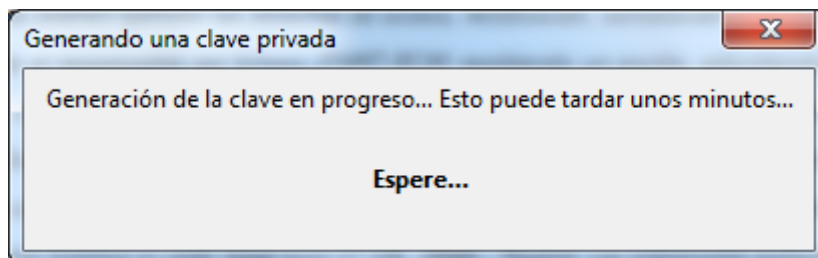 Generando una clave privada
Generación de la clave en progreso... Esto puede tardar unos minutos...
Espere...